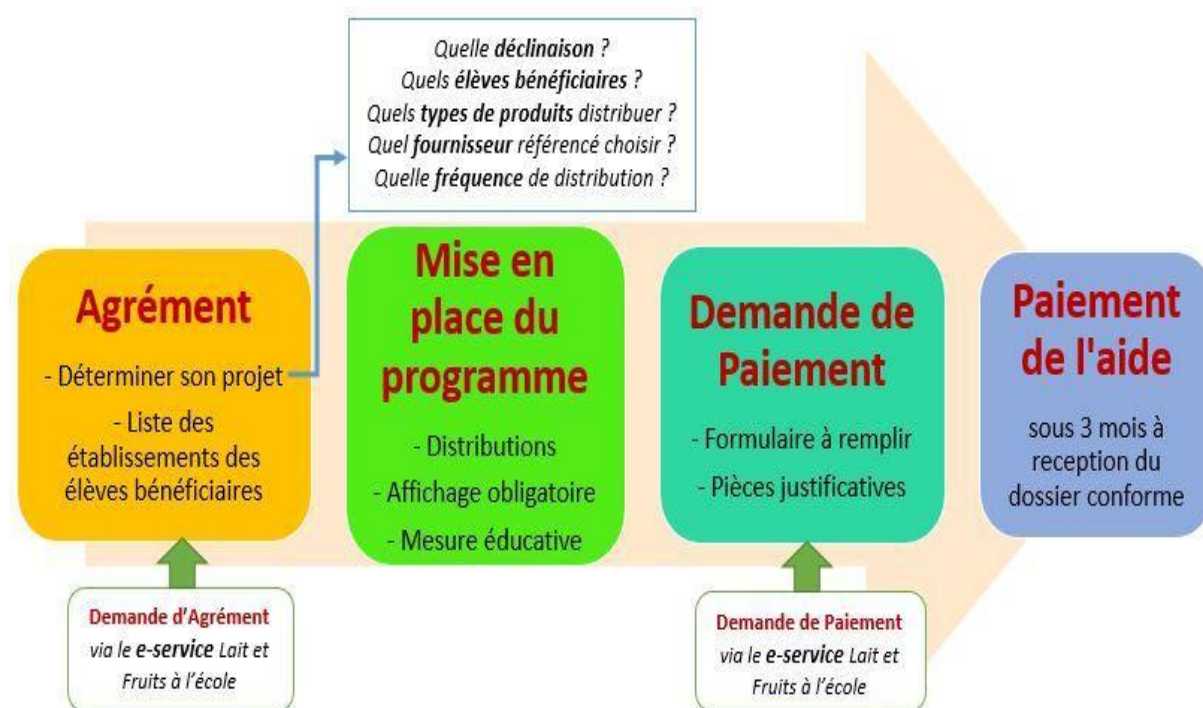 Quelle déclinaison ?
Quels élèves bénéficiaires ?
Quels types de produits distribuer ?
Quel fournisseur référencé choisir ?
Quelle fréquence de distribution ?
Agrément
- Déterminer son projet
- Liste des
établissements des
élèves bénéficiaires
Mise en
place du
programme
- Distributions
- Affichage obligatoire
- Mesure éducative
Demande de
Paiement
- Formulaire à remplir
- Pièces justificatives
Paiement
de l'aide
sous 3 mois à
reception du
dossier conforme
Demande d'Agrément
via le e-service Lait et
Fruits à l'école
Demande de Paiement
via le e-service Lait et
Fruits à l'école